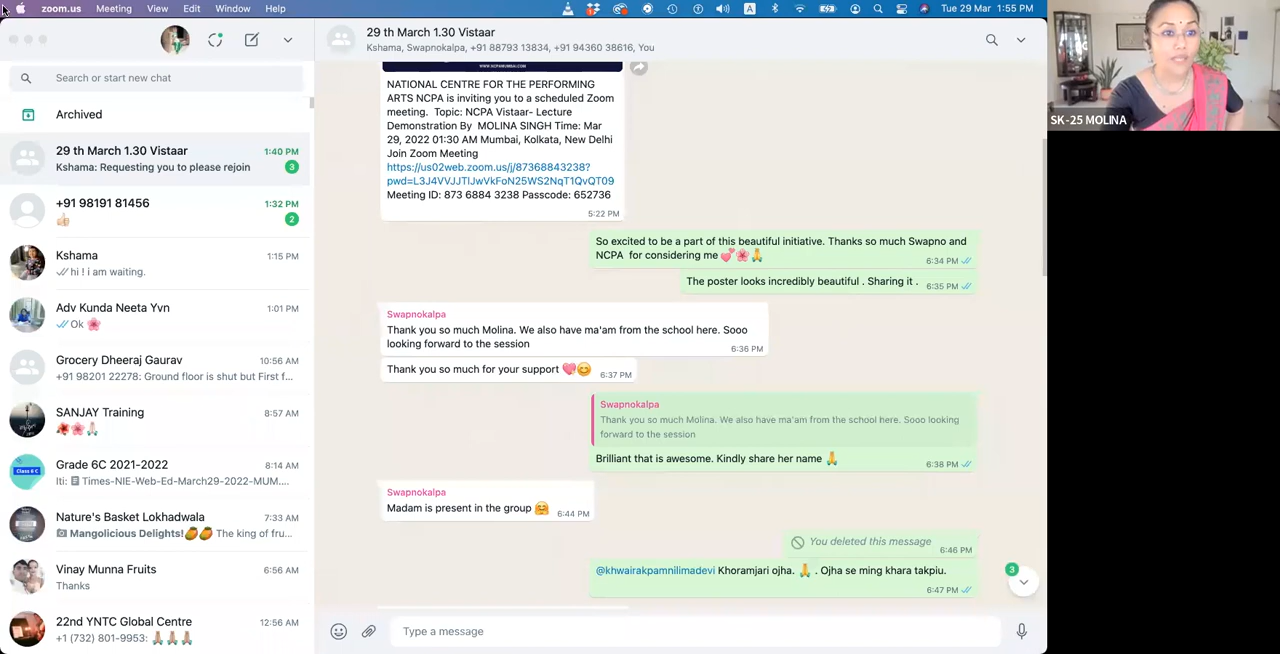 zoom.us Meeting View Edit Window Help
A
Tue 29 Mar 1:55 PM
Search or start new chat
Archived
29 th March 1.30 Vistaar 1:40 PM
Kshama: Requesting you to please rejoin 3
+91 98191 81456 1:32 PM
👍🏻 2
Kshama 1:15 PM
hi ! i am waiting.
Adv Kunda Neeta Yvn 1:01 PM
Ok 🌸
Grocery Dheeraj Gaurav 10:56 AM
+91 98201 22278: Ground floor is shut but First f...
SANJAY Training 8:57 AM
🌺🌸🙏🏻
Grade 6C 2021-2022 8:14 AM
Class 6 C
Iti: Times-NIE-Web-Ed-March29-2022-MUM....
Nature's Basket Lokhadwala 7:33 AM
Mangolicious Delights!🥭🥭 The king of fru...
Vinay Munna Fruits 6:56 AM
Thanks
22nd YNTC Global Centre 12:56 AM
+1 (732) 801-9953: 🙏🏻🙏🏻🙏🏻
29 th March 1.30 Vistaar
Kshama, Swapnokalpa, +91 88793 13834, +91 94360 38616, You
WWW.NCPAMUMBAI.COM
NATIONAL CENTRE FOR THE PERFORMING
ARTS NCPA is inviting you to a scheduled Zoom
meeting. Topic: NCPA Vistaar- Lecture
Demonstration By MOLINA SINGH Time: Mar
29, 2022 01:30 AM Mumbai, Kolkata, New Delhi
Join Zoom Meeting
https://us02web.zoom.us/j/87368843238?
pwd=L3J4VVJJTlJwVkFoN25WS2NqT1QvQT09
Meeting ID: 873 6884 3238 Passcode: 652736
5:22 PM
So excited to be a part of this beautiful initiative. Thanks so much Swapno and
NCPA for considering me 💕🌸🙏
6:34 PM
The poster looks incredibly beautiful . Sharing it .
6:35 PM
Swapnokalpa
Thank you so much Molina. We also have ma'am from the school here. Sooo
looking forward to the session
6:36 PM
Thank you so much for your support 💖😊
6:37 PM
Swapnokalpa
Thank you so much Molina. We also have ma'am from the school here. Sooo looking
forward to the session
Brilliant that is awesome. Kindly share her name 🙏
6:38 PM
Swapnokalpa
Madam is present in the group 🤗
6:44 PM
You deleted this message
6:46 PM
@khwairakpamnilimadevi Khoramjari ojha. 🙏 . Ojha se ming khara takpiu.
6:47 PM
3
Type a message
SK-25 MOLINA